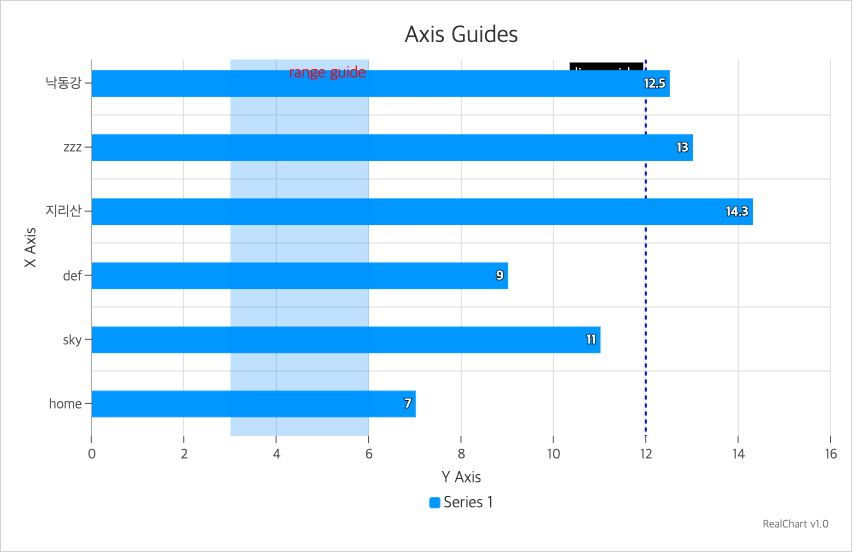 Axis Guides
range guide
낙동강
12.5
zzz
13
지리산
14.3
X Axis
def
9
sky
11
home
7
0 2 4 6 8 10 12 14 16
Y Axis
Series 1
RealChart v1.0